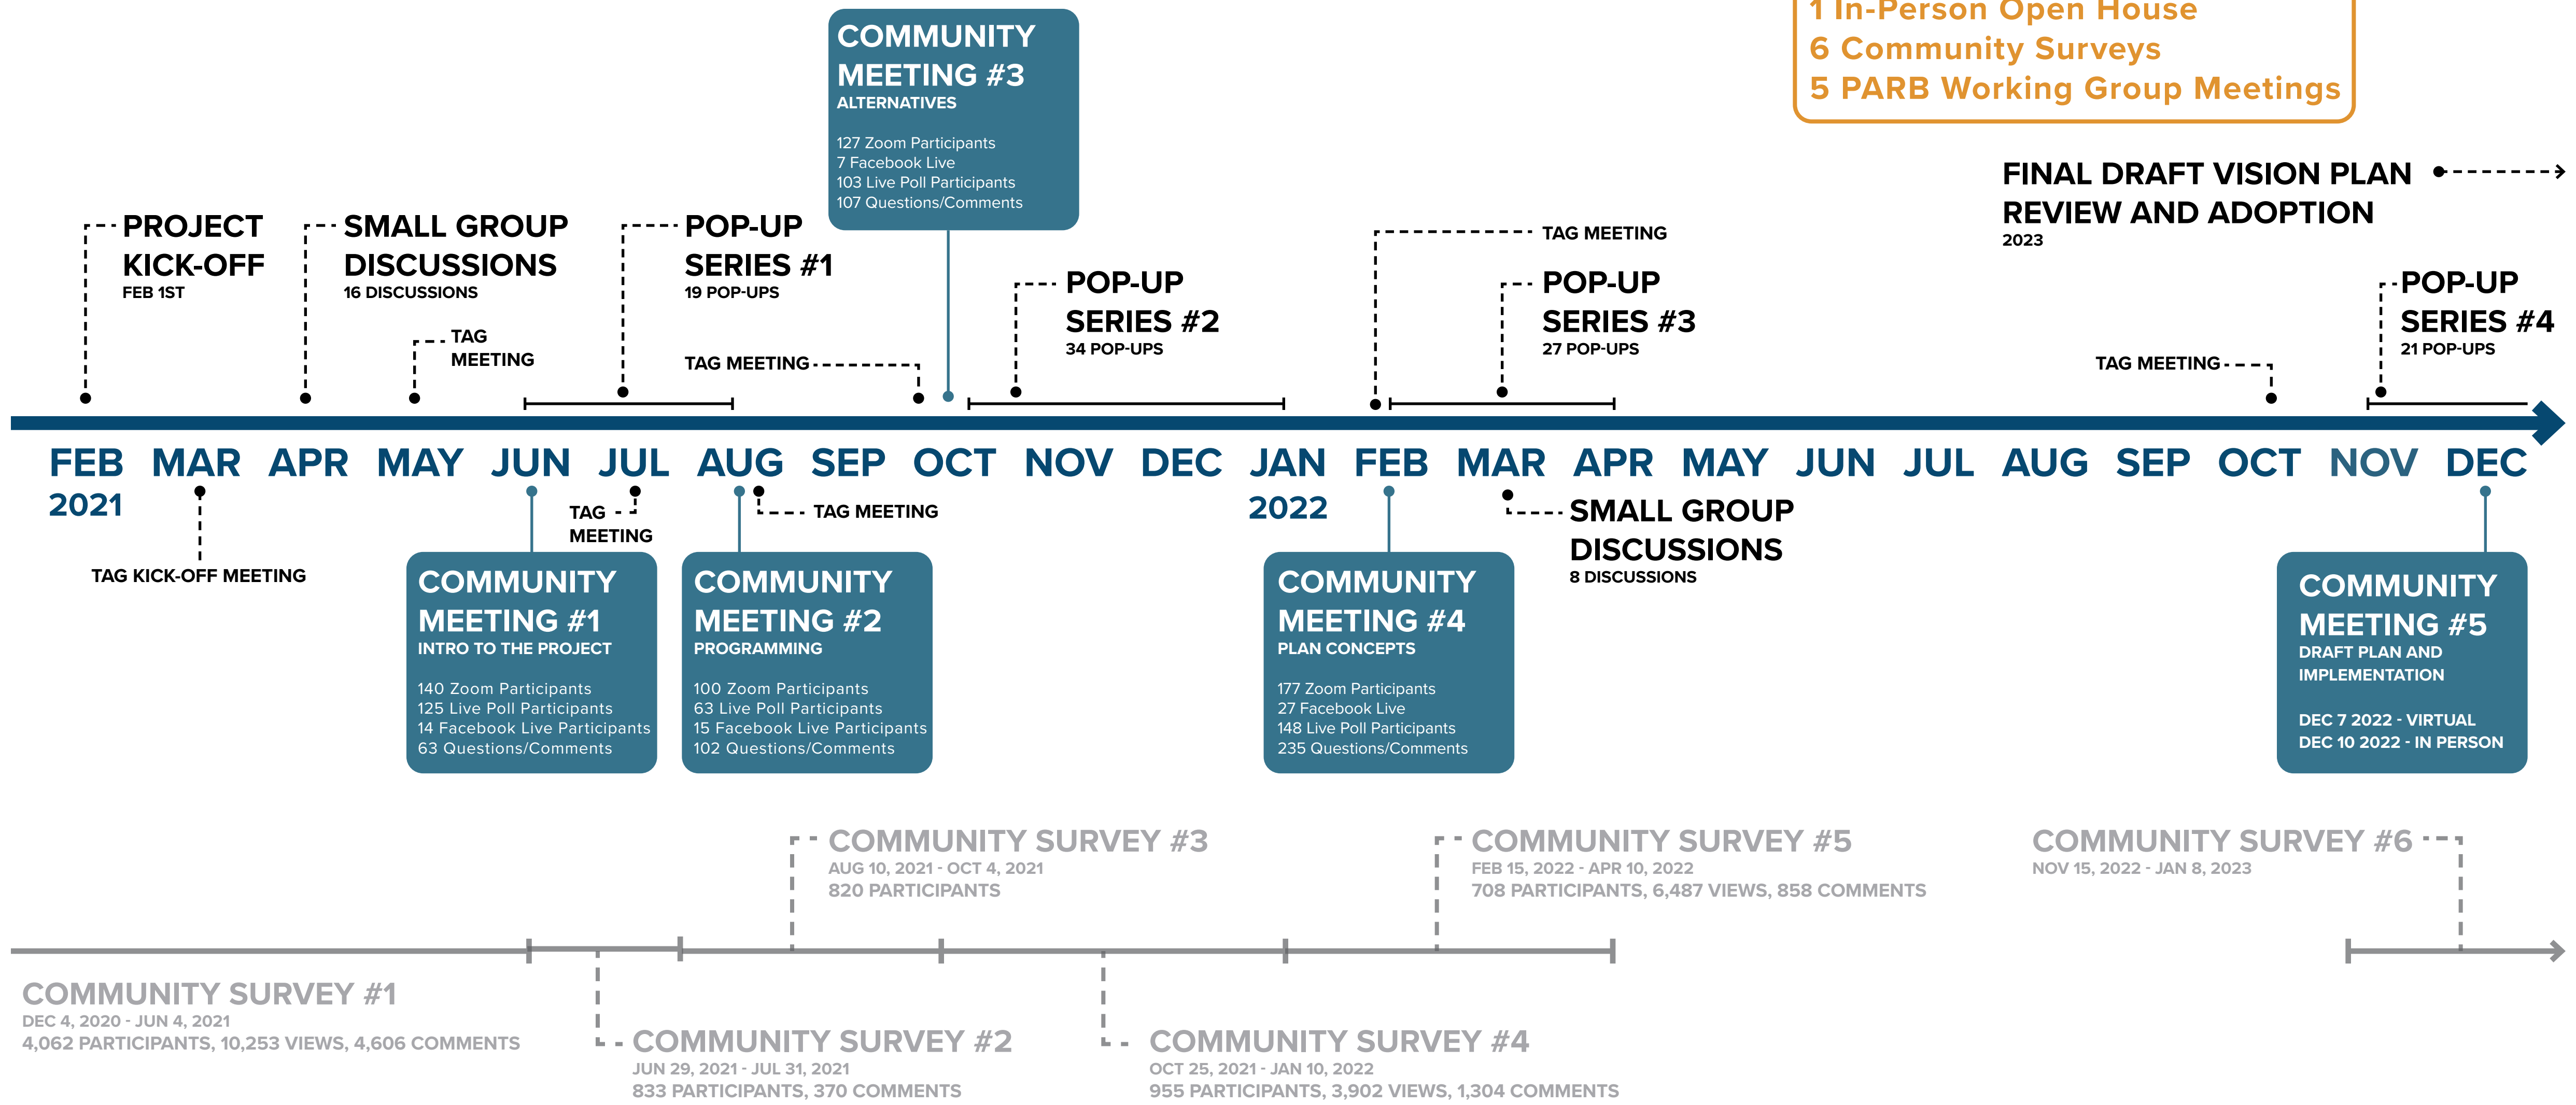 1 In-Person Open House
6 Community Surveys
5 PARB Working Group Meetings
COMMUNITY
MEETING #3
ALTERNATIVES
127 Zoom Participants
7 Facebook Live
103 Live Poll Participants
107 Questions/Comments
FINAL DRAFT VISION PLAN
REVIEW AND ADOPTION
2023
PROJECT
KICK-OFF
FEB 1ST
SMALL GROUP
DISCUSSIONS
16 DISCUSSIONS
TAG
MEETING
POP-UP
SERIES #1
19 POP-UPS
TAG MEETING
POP-UP
SERIES #2
34 POP-UPS
TAG MEETING
POP-UP
SERIES #3
27 POP-UPS
TAG MEETING
POP-UP
SERIES #4
21 POP-UPS
FEB MAR APR MAY JUN JUL AUG SEP OCT NOV DEC JAN FEB MAR APR MAY JUN JUL AUG SEP OCT NOV DEC
2021 2022
TAG KICK-OFF MEETING
TAG
MEETING
TAG MEETING
SMALL GROUP
DISCUSSIONS
8 DISCUSSIONS
COMMUNITY
MEETING #1
INTRO TO THE PROJECT
140 Zoom Participants
125 Live Poll Participants
14 Facebook Live Participants
63 Questions/Comments
COMMUNITY
MEETING #2
PROGRAMMING
100 Zoom Participants
63 Live Poll Participants
15 Facebook Live Participants
102 Questions/Comments
COMMUNITY
MEETING #4
PLAN CONCEPTS
177 Zoom Participants
27 Facebook Live
148 Live Poll Participants
235 Questions/Comments
COMMUNITY
MEETING #5
DRAFT PLAN AND
IMPLEMENTATION
DEC 7 2022 - VIRTUAL
DEC 10 2022 - IN PERSON
COMMUNITY SURVEY #3
AUG 10, 2021 - OCT 4, 2021
820 PARTICIPANTS
COMMUNITY SURVEY #5
FEB 15, 2022 - APR 10, 2022
708 PARTICIPANTS, 6,487 VIEWS, 858 COMMENTS
COMMUNITY SURVEY #6
NOV 15, 2022 - JAN 8, 2023
COMMUNITY SURVEY #1
DEC 4, 2020 - JUN 4, 2021
4,062 PARTICIPANTS, 10,253 VIEWS, 4,606 COMMENTS
COMMUNITY SURVEY #2
JUN 29, 2021 - JUL 31, 2021
833 PARTICIPANTS, 370 COMMENTS
COMMUNITY SURVEY #4
OCT 25, 2021 - JAN 10, 2022
955 PARTICIPANTS, 3,902 VIEWS, 1,304 COMMENTS